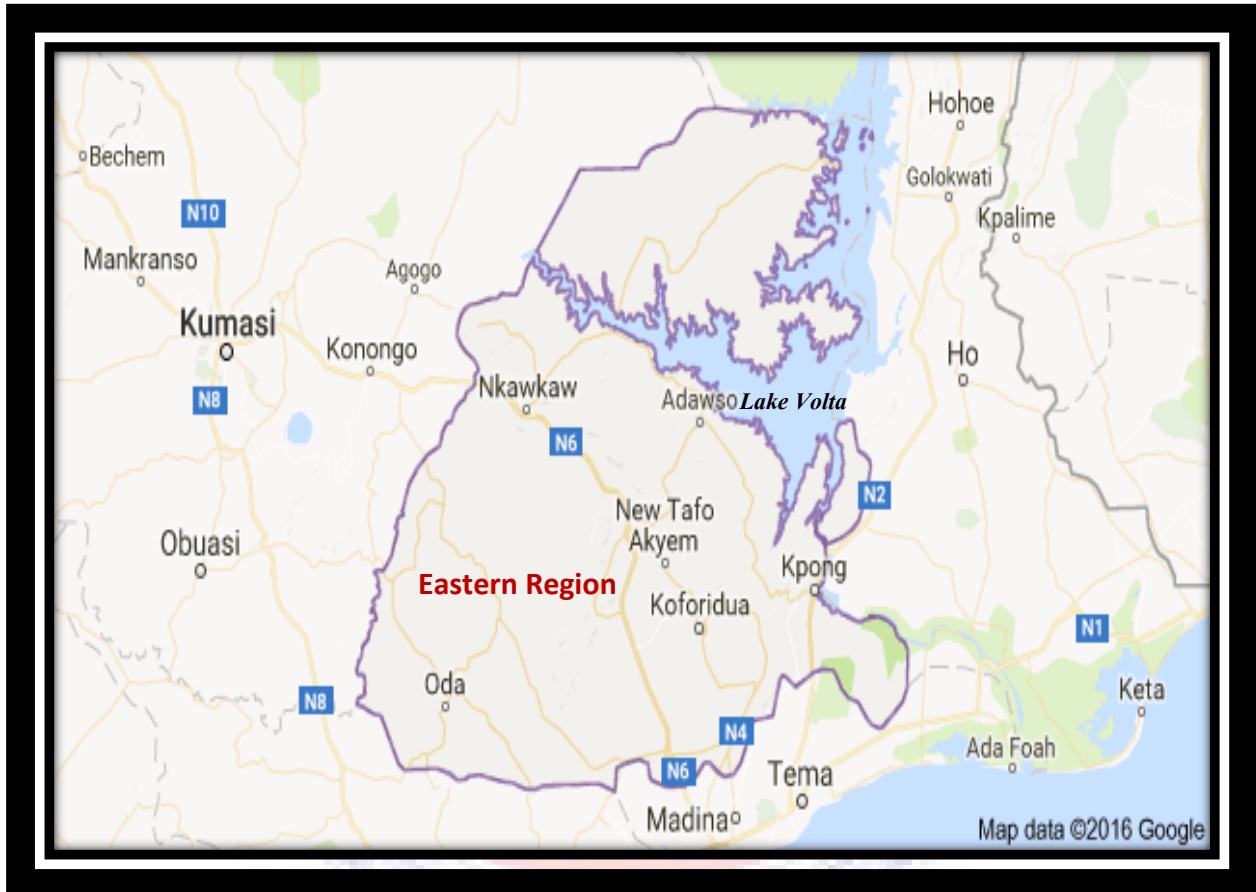 Hohoe
Bechem
Golokwati
N10
Kpalime
Mankranso
Agogo
Kumasi
Konongo
Ho
Nkawkaw
N8
Adawso
Lake Volta
N6
N2
New Tafo
Akyem
Obuasi
Kpong
Eastern Region
Koforidua
N1
Oda
Keta
N8
N4
Ada Foah
N6
Tema
Madina
Map data ©2016 Google